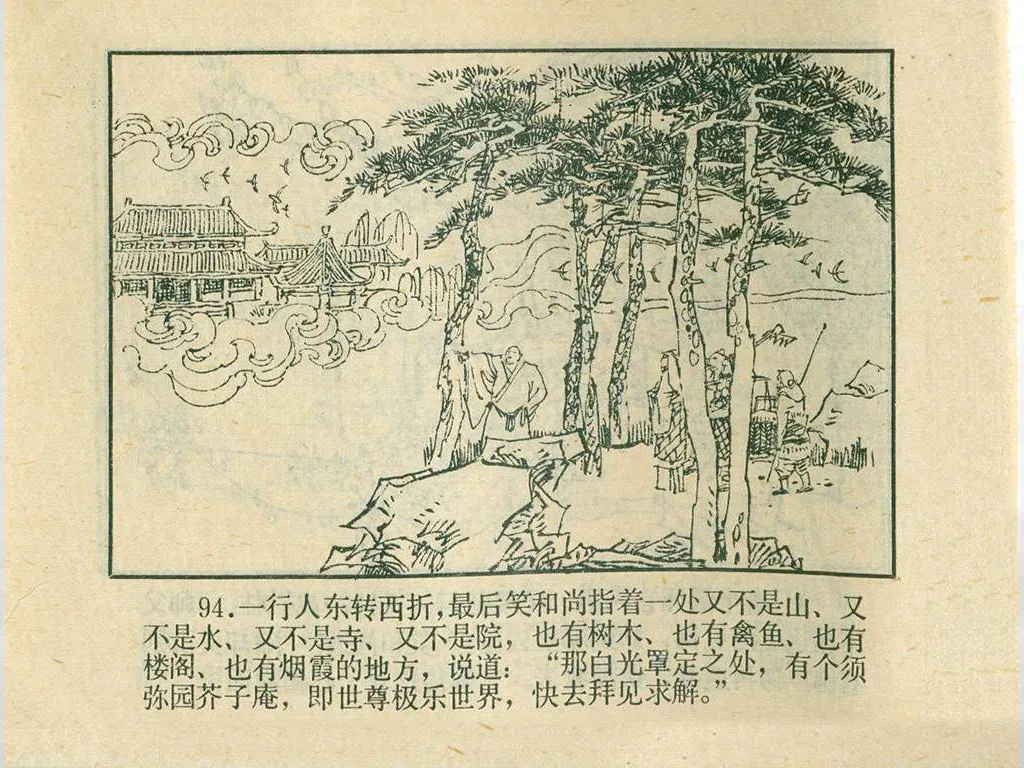 94.一行人东转西折,最后笑和尚指着一处又不是山、又
不是水、又不是寺、又不是院，也有树木、也有禽鱼、也有
楼阁、也有烟霞的地方，说道：“那白光罩定之处，有个须
弥园芥子庵，即世尊极乐世界，快去拜见求解。”